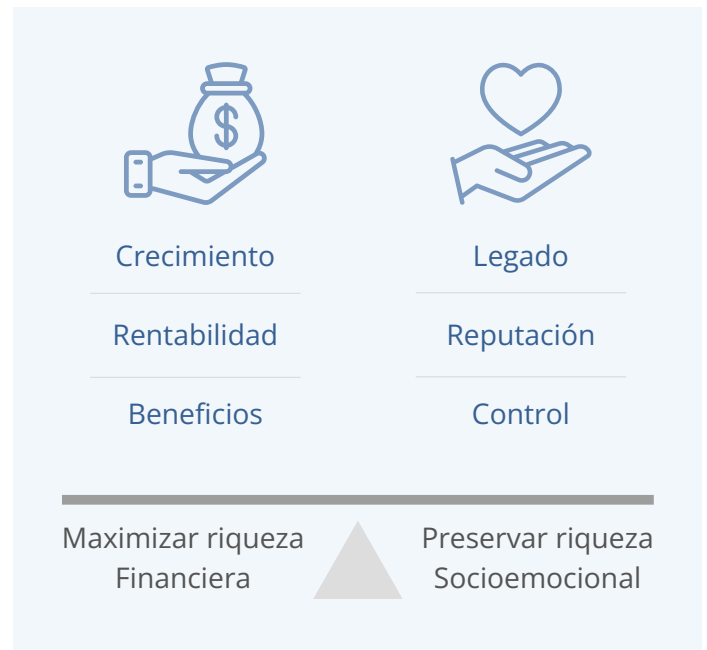 $
Crecimiento
Rentabilidad
Beneficios
Legado
Reputación
Control
Maximizar riqueza
Financiera
Preservar riqueza
Socioemocional